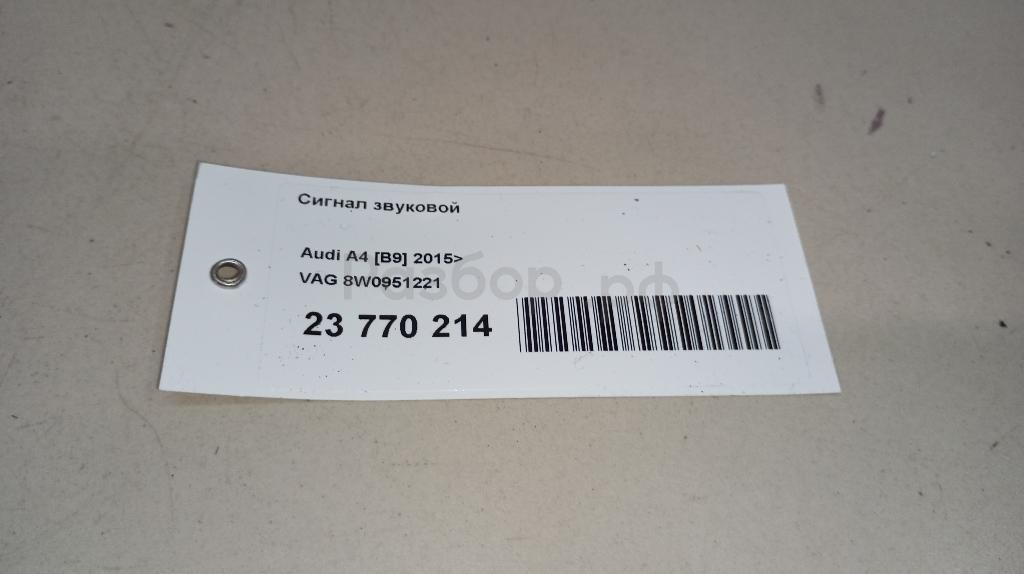 Сигнал звуковой
Audi A4 [B9] 2015>
VAG 8W0951221
Разбор.рф
23 770 214